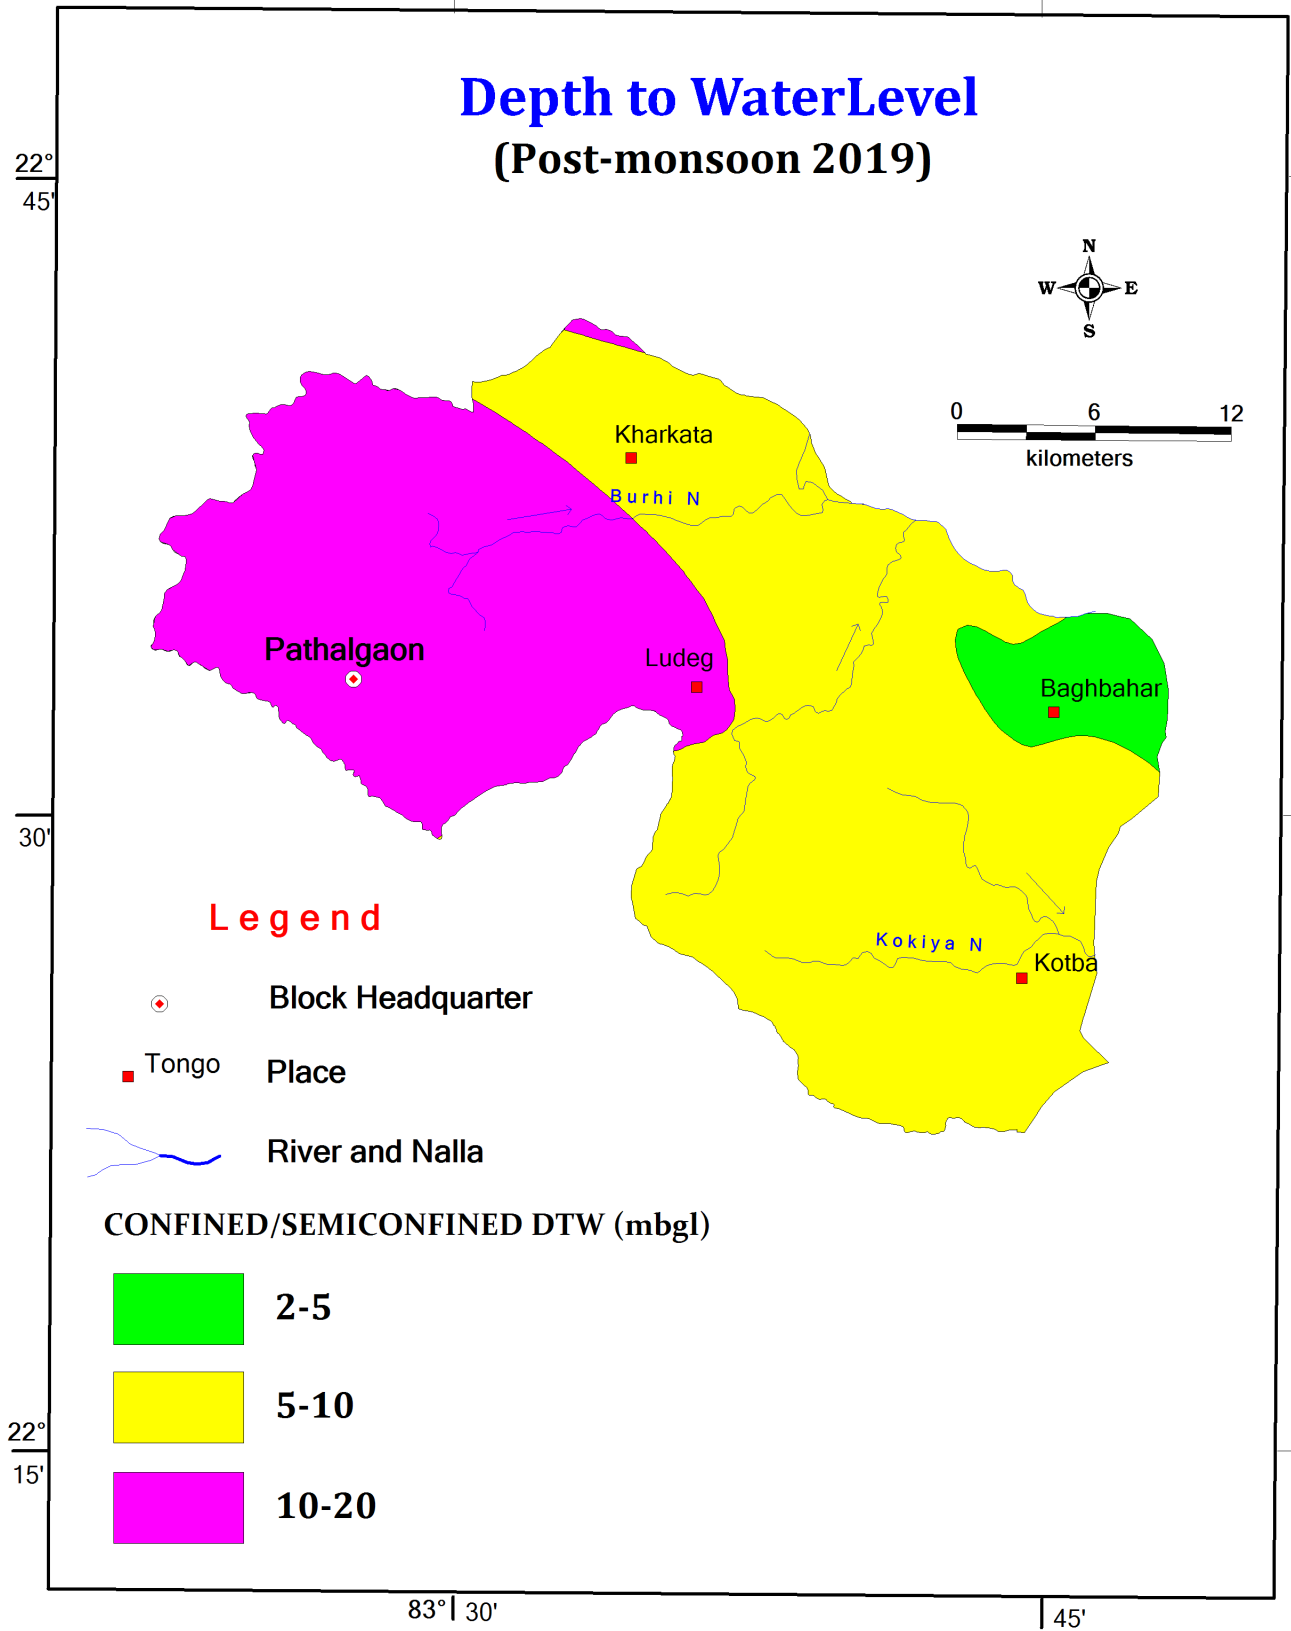 Depth to WaterLevel
(Post-monsoon 2019)
22°
45'
N
W E
S
0 6 12
kilometers
Kharkata
Burhi N
Pathalgaon
Ludeg
Baghbahar
30'
Legend
Kokiya N
Kotba
Block Headquarter
Tongo
Place
River and Nalla
CONFINED/SEMICONFINED DTW (mbgl)
2-5
5-10
22°
15'
10-20
83° 30'
45'